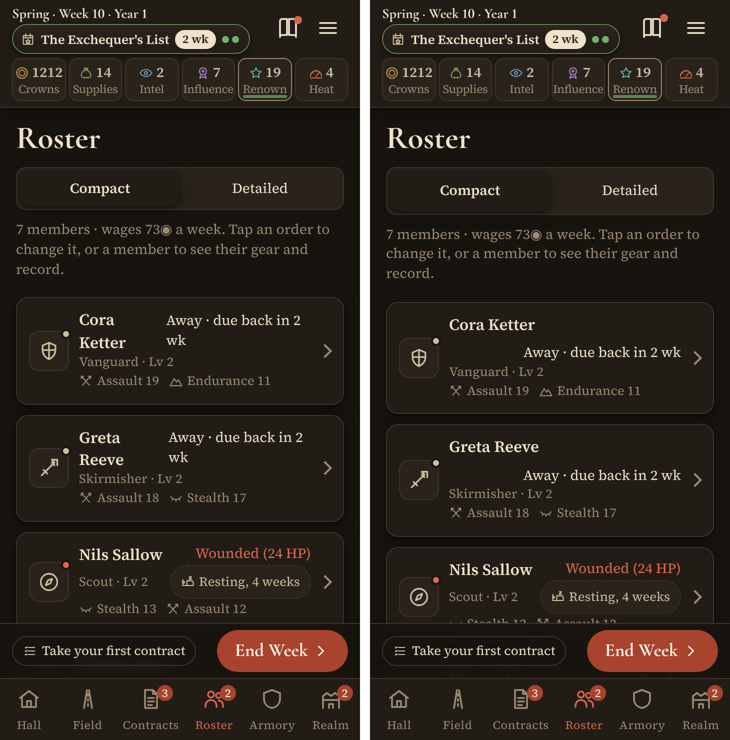 Spring · Week 10 · Year 1
The Exchequer's List 2 wk
1212 14 2 7 19 4
Crowns Supplies Intel Influence Renown Heat
Roster
Compact Detailed
7 members · wages 73◉ a week. Tap an order to
change it, or a member to see their gear and
record.
Cora
Ketter
Away · due back in 2
wk
Vanguard · Lv 2
Assault 19 Endurance 11
Greta
Reeve
Away · due back in 2
wk
Skirmisher · Lv 2
Assault 18 Stealth 17
Nils Sallow Wounded (24 HP)
Scout · Lv 2 Resting, 4 weeks
Stealth 13 Assault 12
Take your first contract End Week
3 2 2
Hall Field Contracts Roster Armory Realm
Spring · Week 10 · Year 1
The Exchequer's List 2 wk
1212 14 2 7 19 4
Crowns Supplies Intel Influence Renown Heat
Roster
Compact Detailed
7 members · wages 73◉ a week. Tap an order to
change it, or a member to see their gear and
record.
Cora Ketter
Away · due back in 2 wk
Vanguard · Lv 2
Assault 19 Endurance 11
Greta Reeve
Away · due back in 2 wk
Skirmisher · Lv 2
Assault 18 Stealth 17
Nils Sallow Wounded (24 HP)
Scout · Lv 2 Resting, 4 weeks
Stealth 13 Assault 12
Take your first contract End Week
3 2 2
Hall Field Contracts Roster Armory Realm